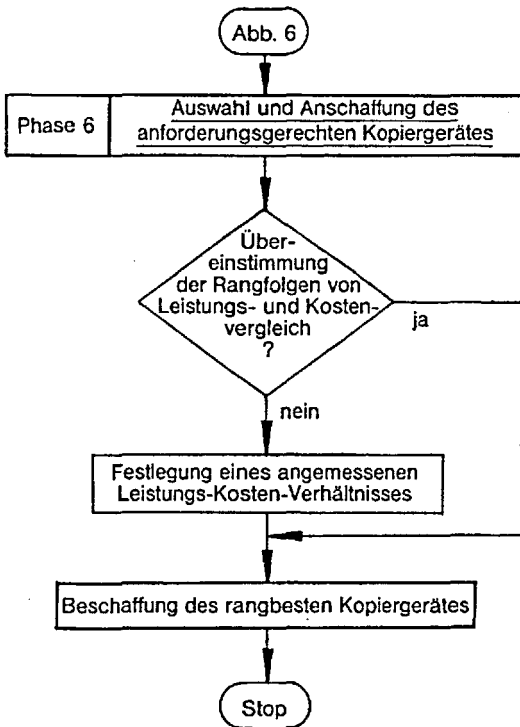 Abb. 6
Phase 6
Auswahl und Anschaffung des
anforderungsgerechten Kopiergerätes
Über-
einstimmung
der Rangfolgen von
Leistungs- und Kosten-
vergleich
?
ja
nein
Festlegung eines angemessenen
Leistungs-Kosten-Verhältnisses
Beschaffung des rangbesten Kopiergerätes
Stop